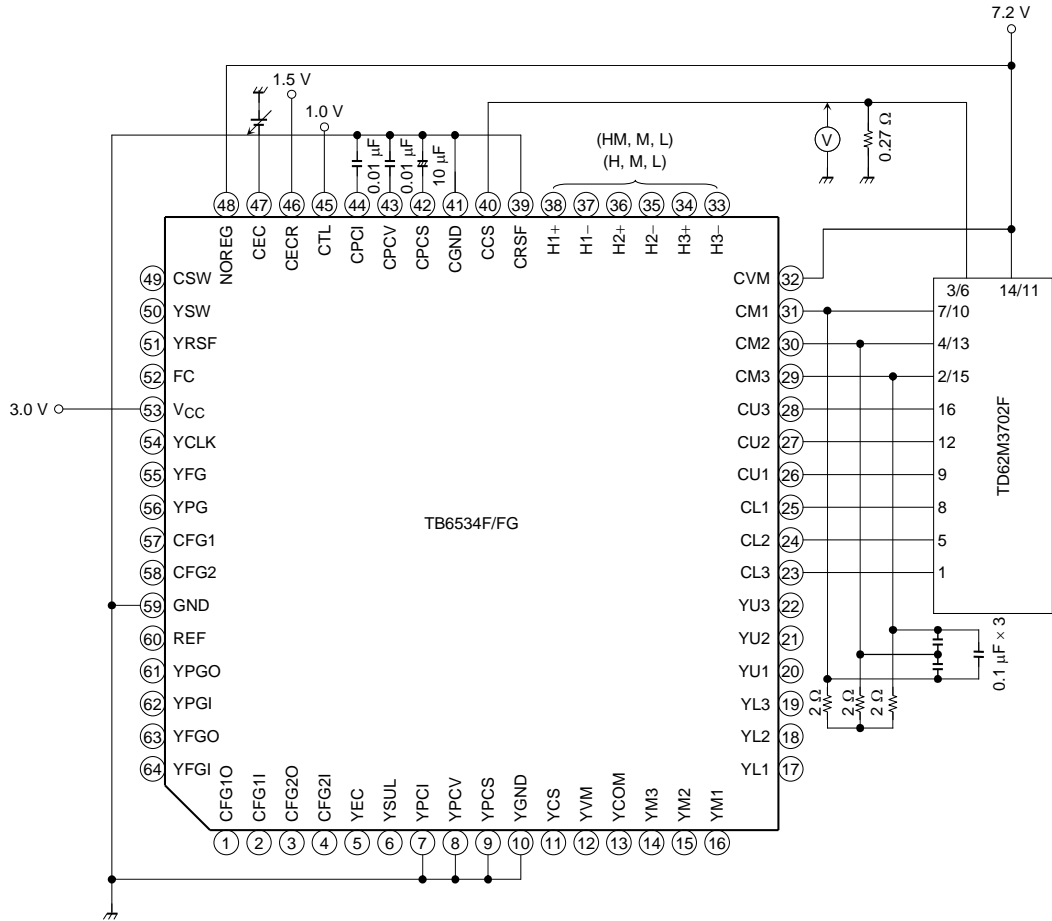 7.2 V
1.5 V
1.0 V
0.01 µF
0.01 µF
10 µF
(HM, M, L)
(H, M, L)
V
0.27 Ω
48 47 46 45 44 43 42 41 40 39 38 37 36 35 34 33
NOREG
CEC
CECR
CTL
CPCI
CPCV
CPCS
CGND
CCS
CRSF
H1+
H1−
H2+
H2−
H3+
H3−
49 CSW
50 YSW
51 YRSF
52 FC
3.0 V
53 VCC
54 YCLK
55 YFG
56 YPG
57 CFG1
58 CFG2
59 GND
60 REF
61 YPGO
62 YPGI
63 YFGO
64 YFGI
TB6534F/FG
CVM 32
CM1 31
CM2 30
CM3 29
CU3 28
CU2 27
CU1 26
CL1 25
CL2 24
CL3 23
YU3 22
YU2 21
YU1 20
YL3 19
YL2 18
YL1 17
3/6 14/11
7/10
4/13
2/15
16
12
9
8
5
1
TD62M3702F
0.1 µF × 3
2 Ω
2 Ω
2 Ω
CFG1O
CFG1I
CFG2O
CFG2I
YEC
YSUL
YPCI
YPCV
YPCS
YGND
YCS
YVM
YCOM
YM3
YM2
YM1
1 2 3 4 5 6 7 8 9 10 11 12 13 14 15 16